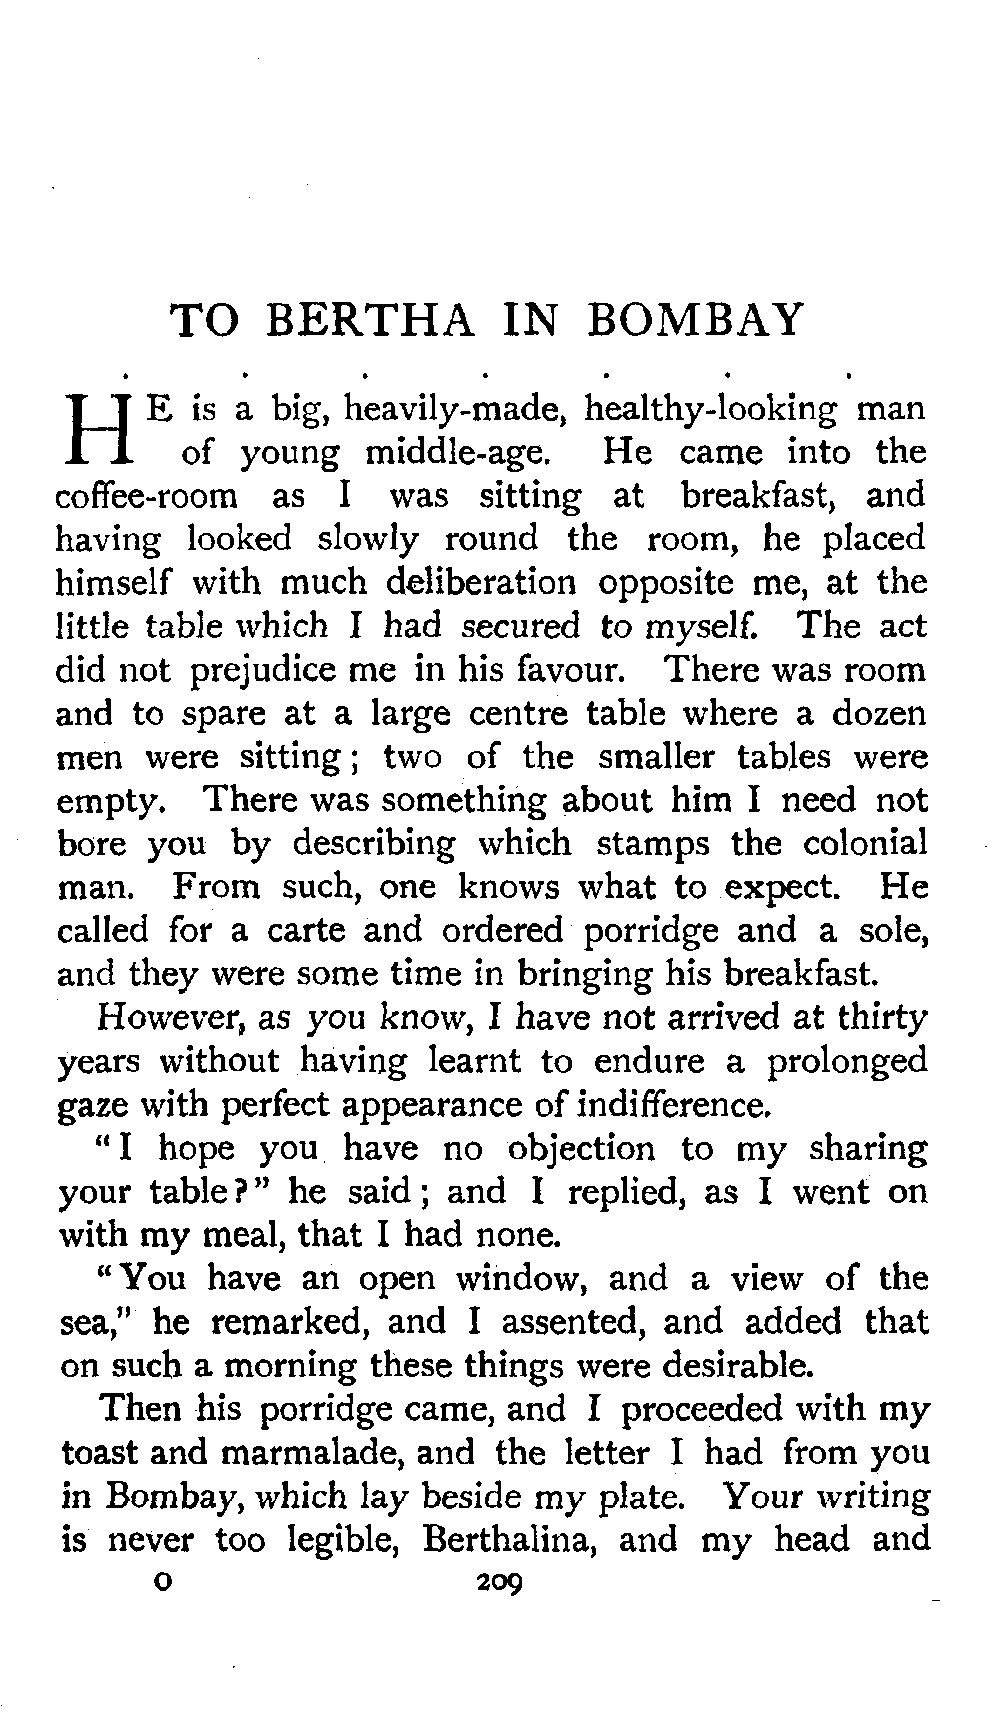 TO BERTHA IN BOMBAY
. . . . . . .
HE is a big, heavily-made, healthy-looking man
of young middle-age. He came into the
coffee-room as I was sitting at breakfast, and
having looked slowly round the room, he placed
himself with much deliberation opposite me, at the
little table which I had secured to myself. The act
did not prejudice me in his favour. There was room
and to spare at a large centre table where a dozen
men were sitting; two of the smaller tables were
empty. There was something about him I need not
bore you by describing which stamps the colonial
man. From such, one knows what to expect. He
called for a carte and ordered porridge and a sole,
and they were some time in bringing his breakfast.
However, as you know, I have not arrived at thirty
years without having learnt to endure a prolonged
gaze with perfect appearance of indifference.
"I hope you have no objection to my sharing
your table?" he said; and I replied, as I went on
with my meal, that I had none.
"You have an open window, and a view of the
sea," he remarked, and I assented, and added that
on such a morning these things were desirable.
Then his porridge came, and I proceeded with my
toast and marmalade, and the letter I had from you
in Bombay, which lay beside my plate. Your writing
is never too legible, Berthalina, and my head and
O 209